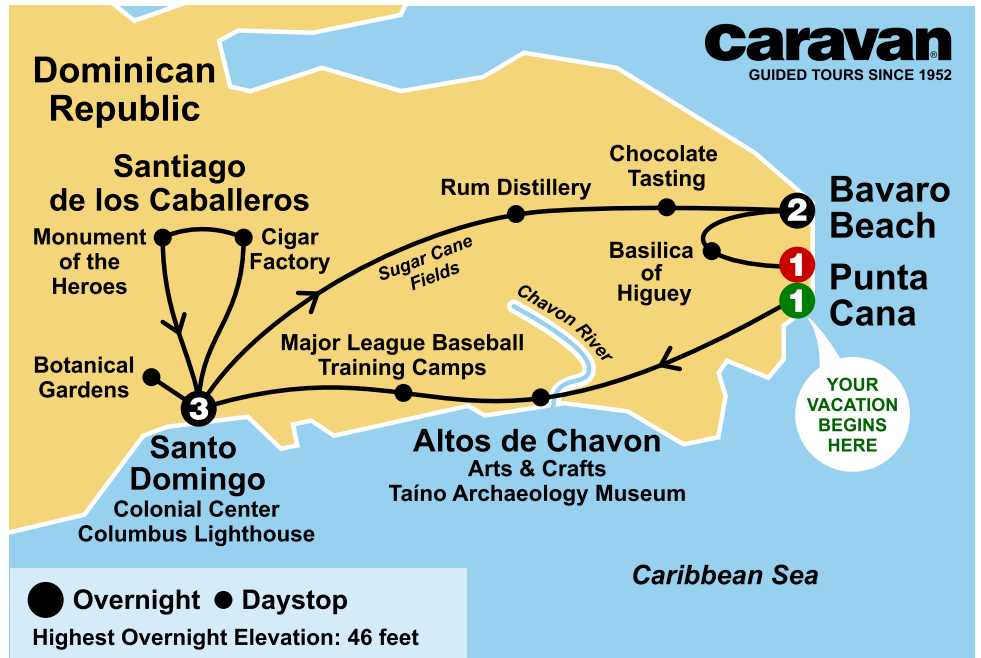 caravan®
GUIDED TOURS SINCE 1952
Dominican
Republic
Santiago
de los Caballeros
Monument
of the
Heroes
Cigar
Factory
Botanical
Gardens
3
Santo
Domingo
Colonial Center
Columbus Lighthouse
Rum Distillery
Sugar Cane
Fields
Chocolate
Tasting
2
Bavaro
Beach
Basilica
of
Higuey
1
1
Punta
Cana
YOUR
VACATION
BEGINS
HERE
Chavon River
Major League Baseball
Training Camps
Altos de Chavon
Arts & Crafts
Taíno Archaeology Museum
Caribbean Sea
Overnight Daystop
Highest Overnight Elevation: 46 feet